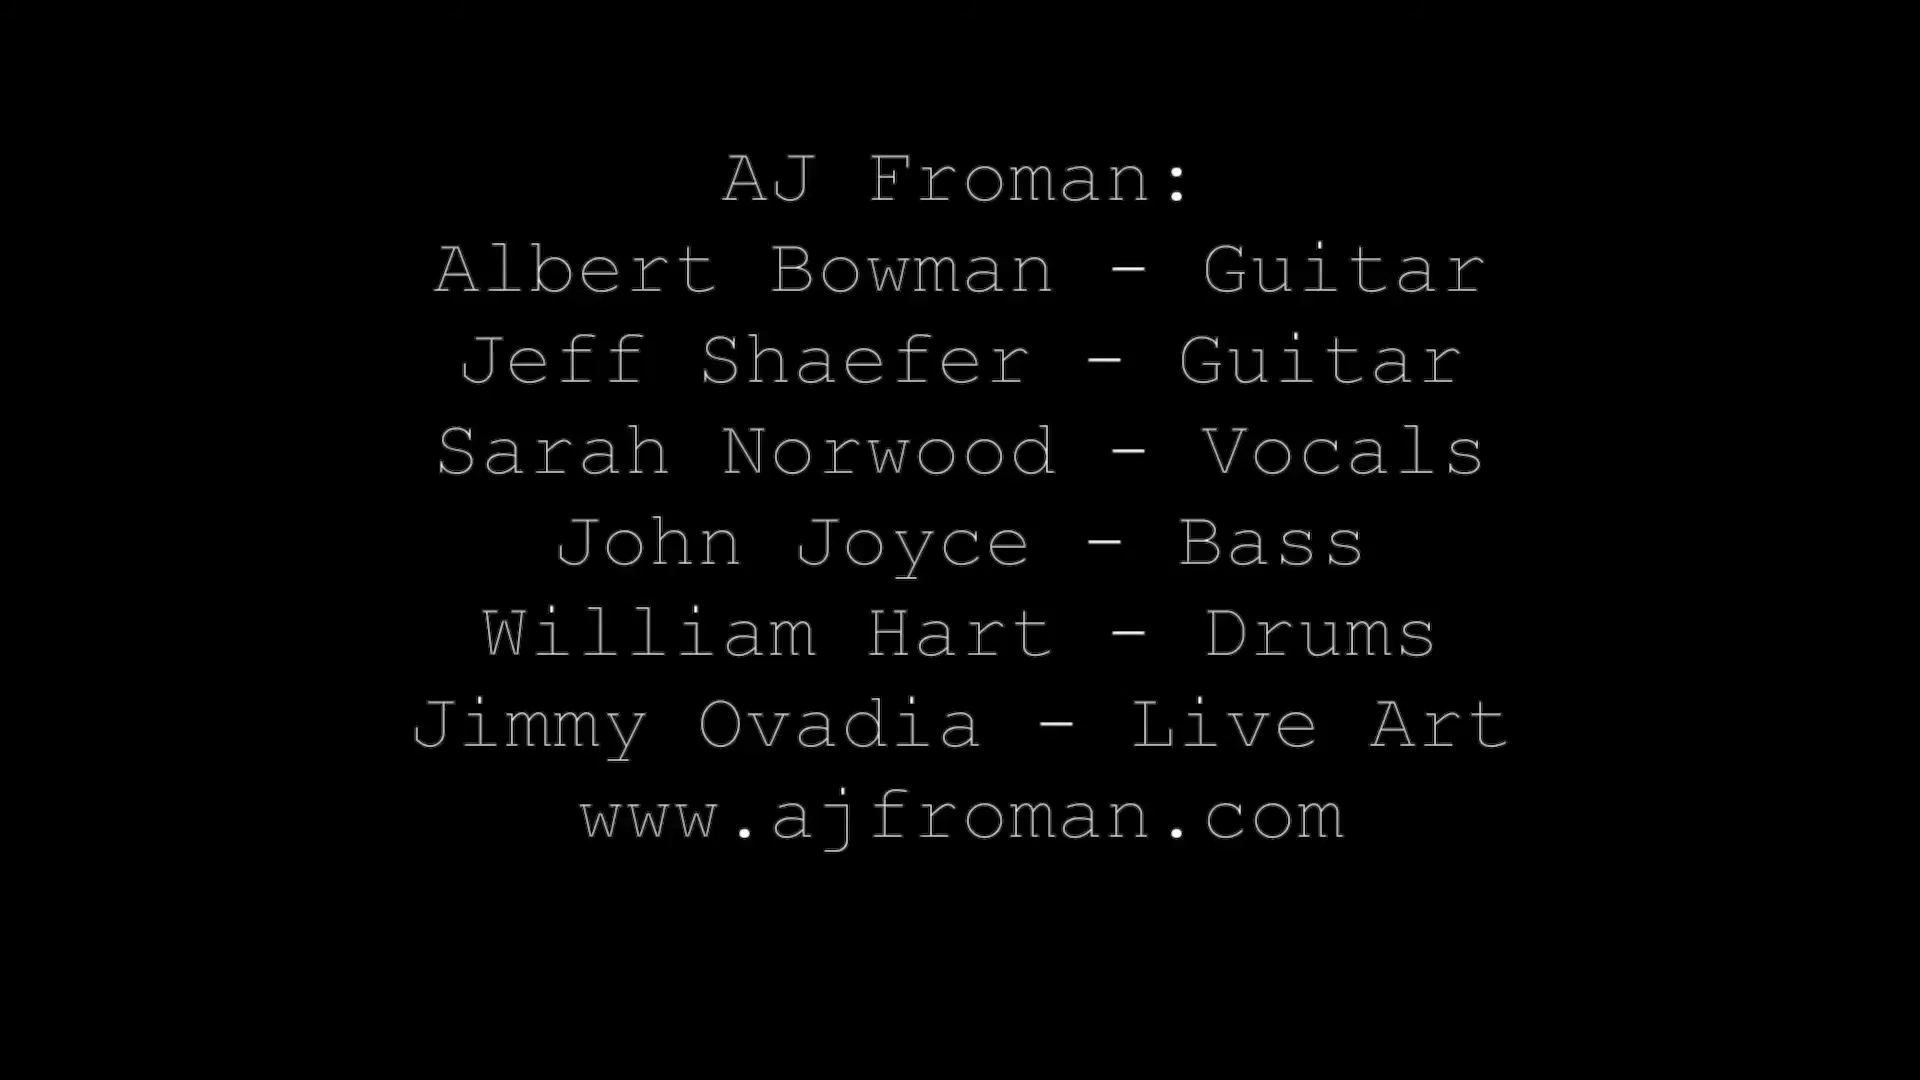 AJ Froman:
Albert Bowman - Guitar
Jeff Shaefer - Guitar
Sarah Norwood - Vocals
John Joyce - Bass
William Hart - Drums
Jimmy Ovadia - Live Art
www.ajfroman.com